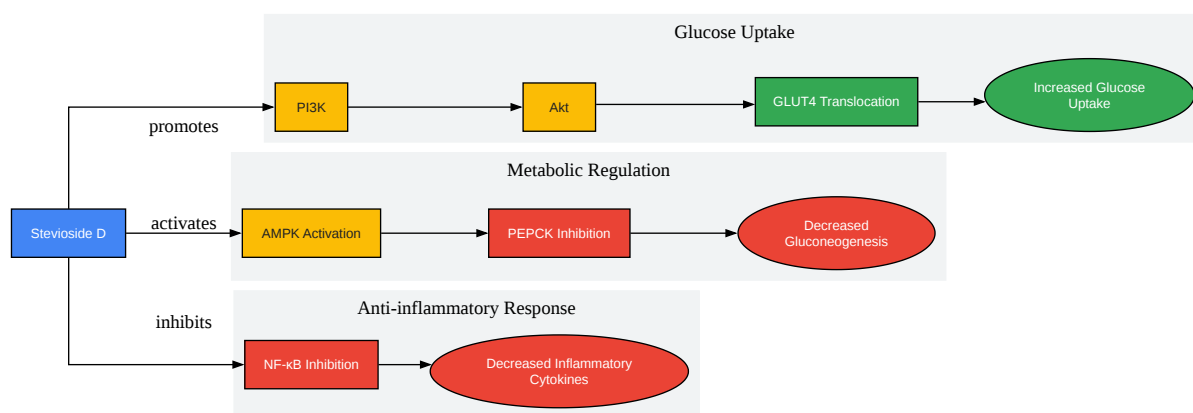 Glucose Uptake
PI3K
Akt
GLUT4 Translocation
Increased Glucose
Uptake
promotes
Metabolic Regulation
Stevioside D
activates
AMPK Activation
PEPCK Inhibition
Decreased
Gluconeogenesis
Anti-inflammatory Response
inhibits
NF-κB Inhibition
Decreased Inflammatory
Cytokines